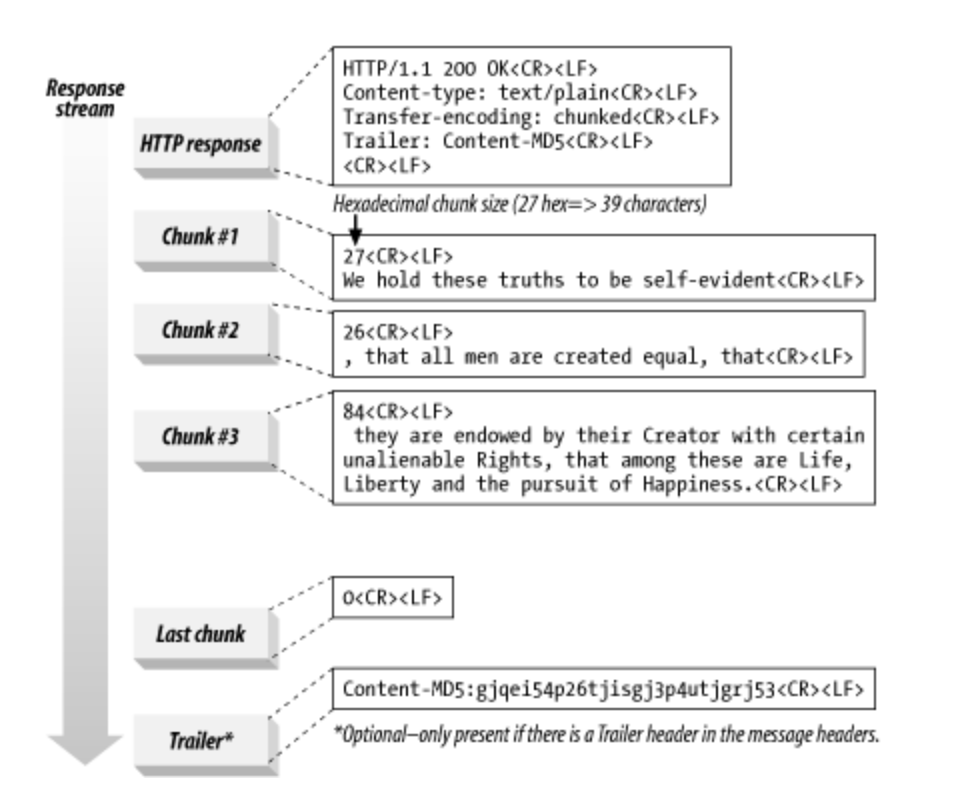 Response
stream
HTTP response
HTTP/1.1 200 OK<CR><LF>
Content-type: text/plain<CR><LF>
Transfer-encoding: chunked<CR><LF>
Trailer: Content-MD5<CR><LF>
<CR><LF>
Hexadecimal chunk size (27 hex=> 39 characters)
Chunk #1
27<CR><LF>
We hold these truths to be self-evident<CR><LF>
Chunk #2
26<CR><LF>
, that all men are created equal, that<CR><LF>
Chunk #3
84<CR><LF>
they are endowed by their Creator with certain
unalienable Rights, that among these are Life,
Liberty and the pursuit of Happiness.<CR><LF>
Last chunk
0<CR><LF>
Trailer*
Content-MD5:gjqei54p26tjisgj3p4utjgrj53<CR><LF>
*Optional—only present if there is a Trailer header in the message headers.